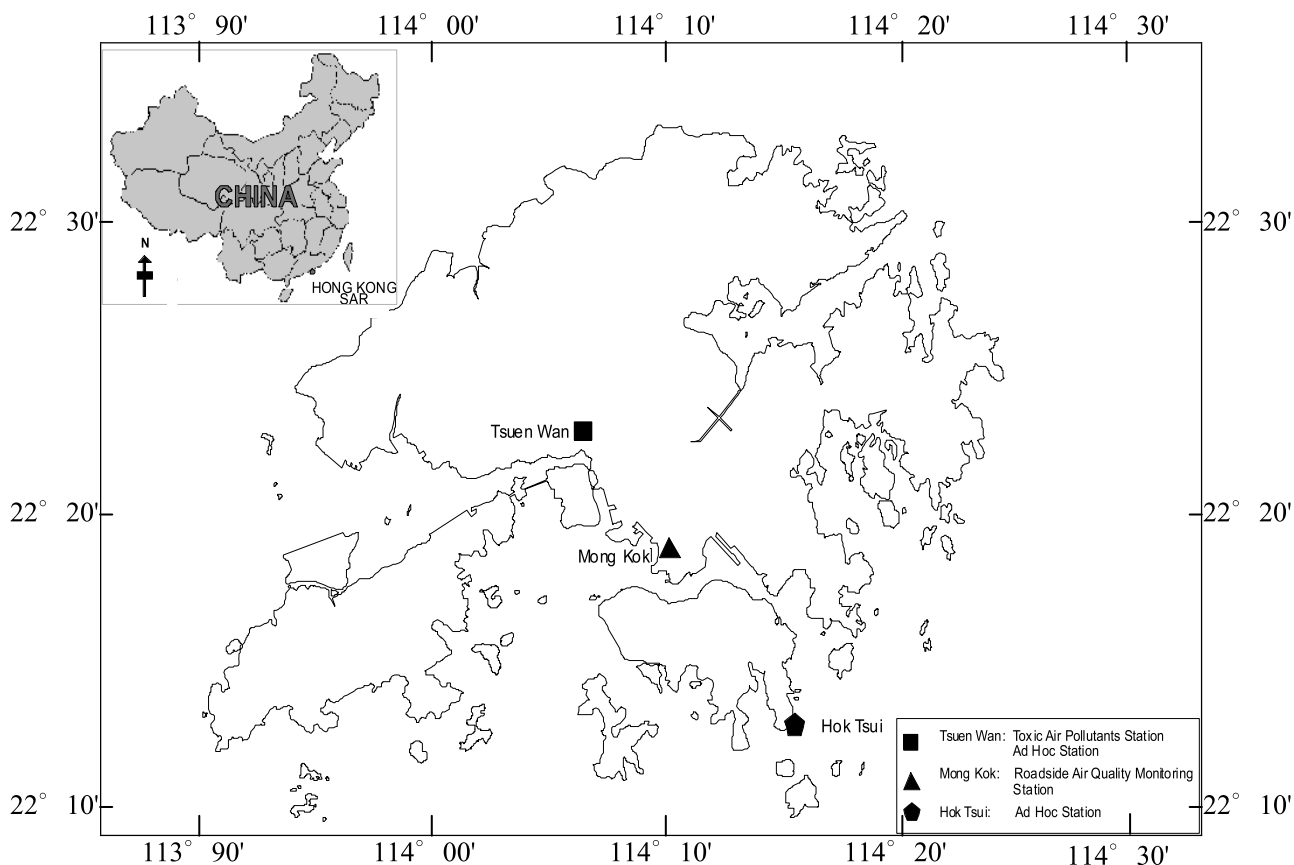 113° 90' 114° 00' 114° 10' 114° 20' 114° 30'
CHINA
22° 30' 22° 30'
N
HONG KONG
SAR
Tsuen Wan
22° 20' 22° 20'
Mong Kok
Hok Tsui
Tsuen Wan: Toxic Air Pollutants Station
Ad Hoc Station
Mong Kok: Roadside Air Quality Monitoring
Station
Hok Tsui: Ad Hoc Station
22° 10' 22° 10'
113° 90' 114° 00' 114° 10' 114° 20' 114° 30'